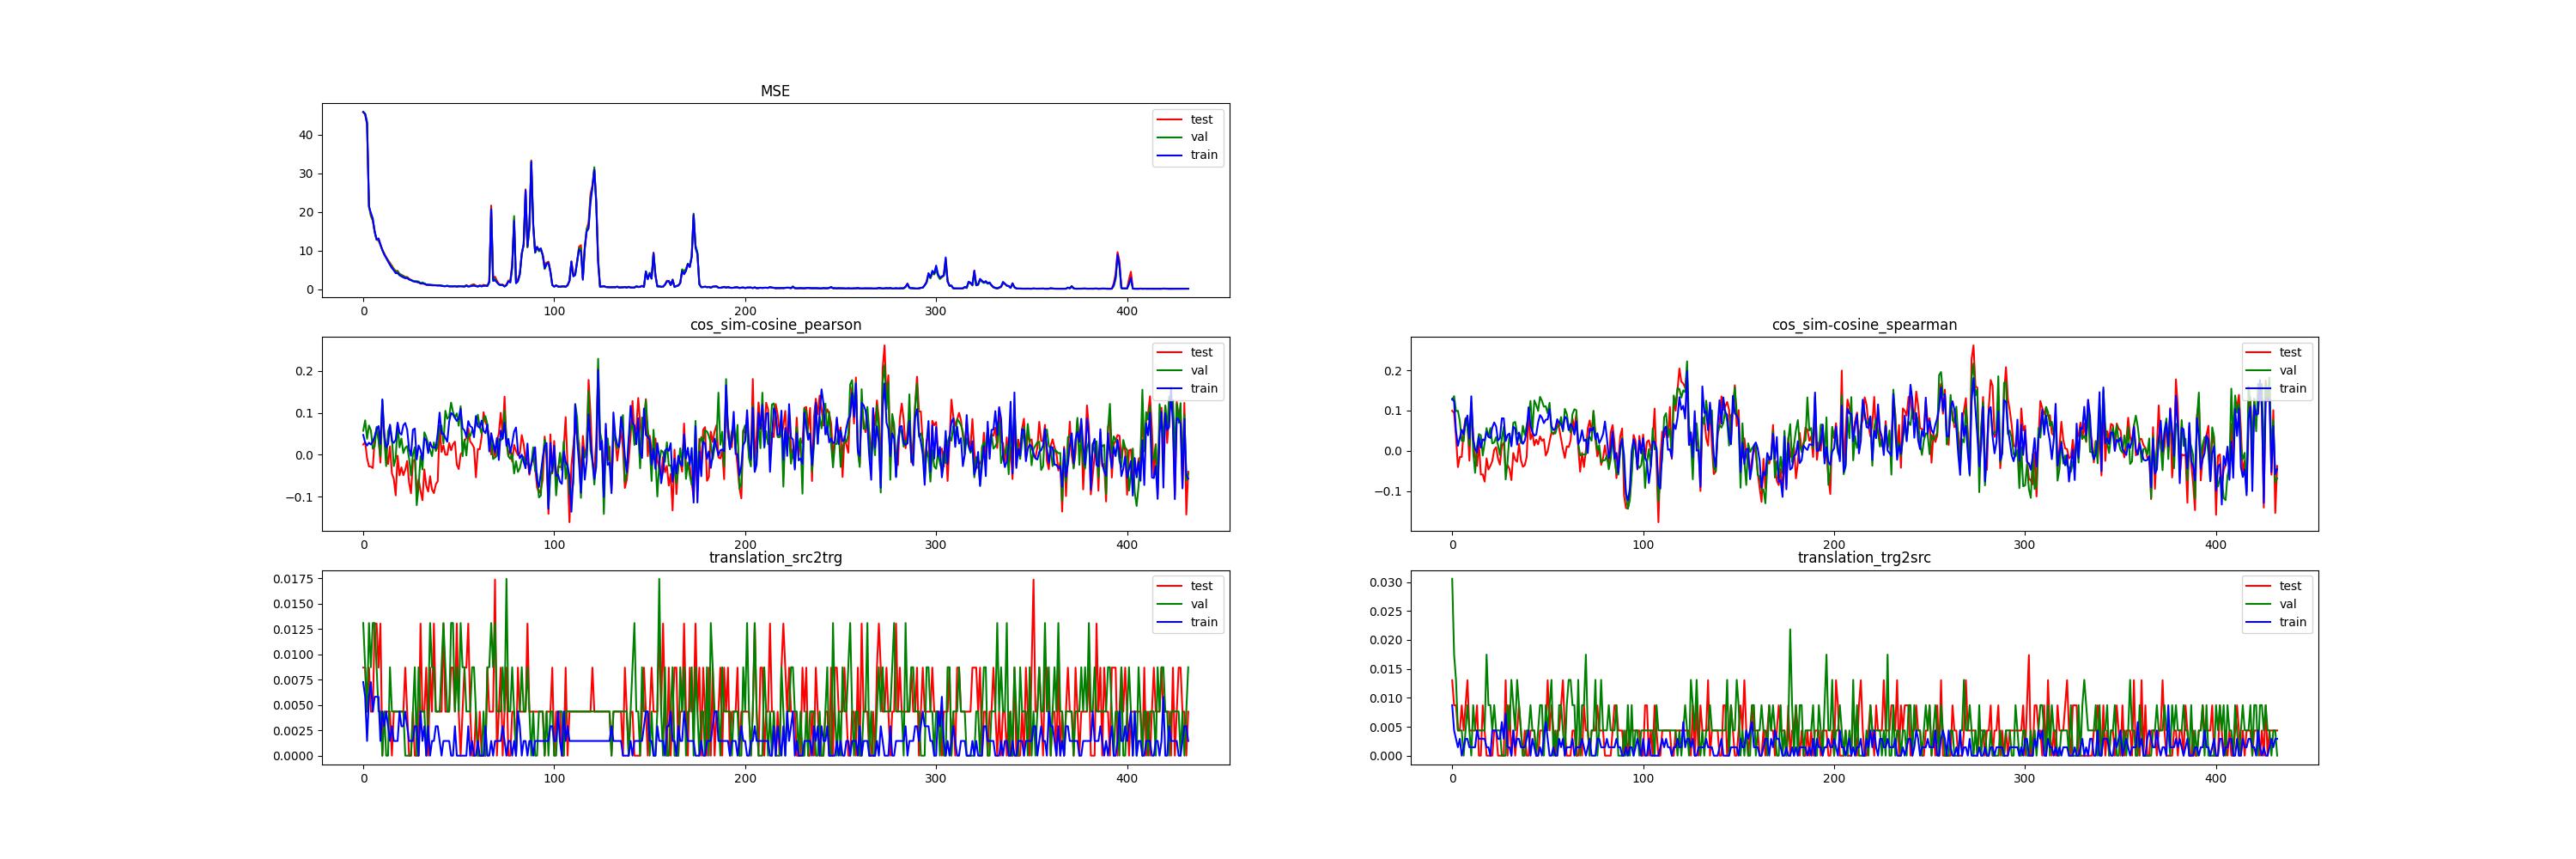 MSE
40
30
20
10
0
test
val
train
0 100 200 300 400
cos_sim-cosine_pearson
0.2
0.1
0.0
−0.1
test
val
train
0 100 200 300 400
cos_sim-cosine_spearman
0.2
0.1
0.0
−0.1
test
val
train
0 100 200 300 400
translation_src2trg
0.0175
0.0150
0.0125
0.0100
0.0075
0.0050
0.0025
0.0000
test
val
train
0 100 200 300 400
translation_trg2src
0.030
0.025
0.020
0.015
0.010
0.005
0.000
test
val
train
0 100 200 300 400